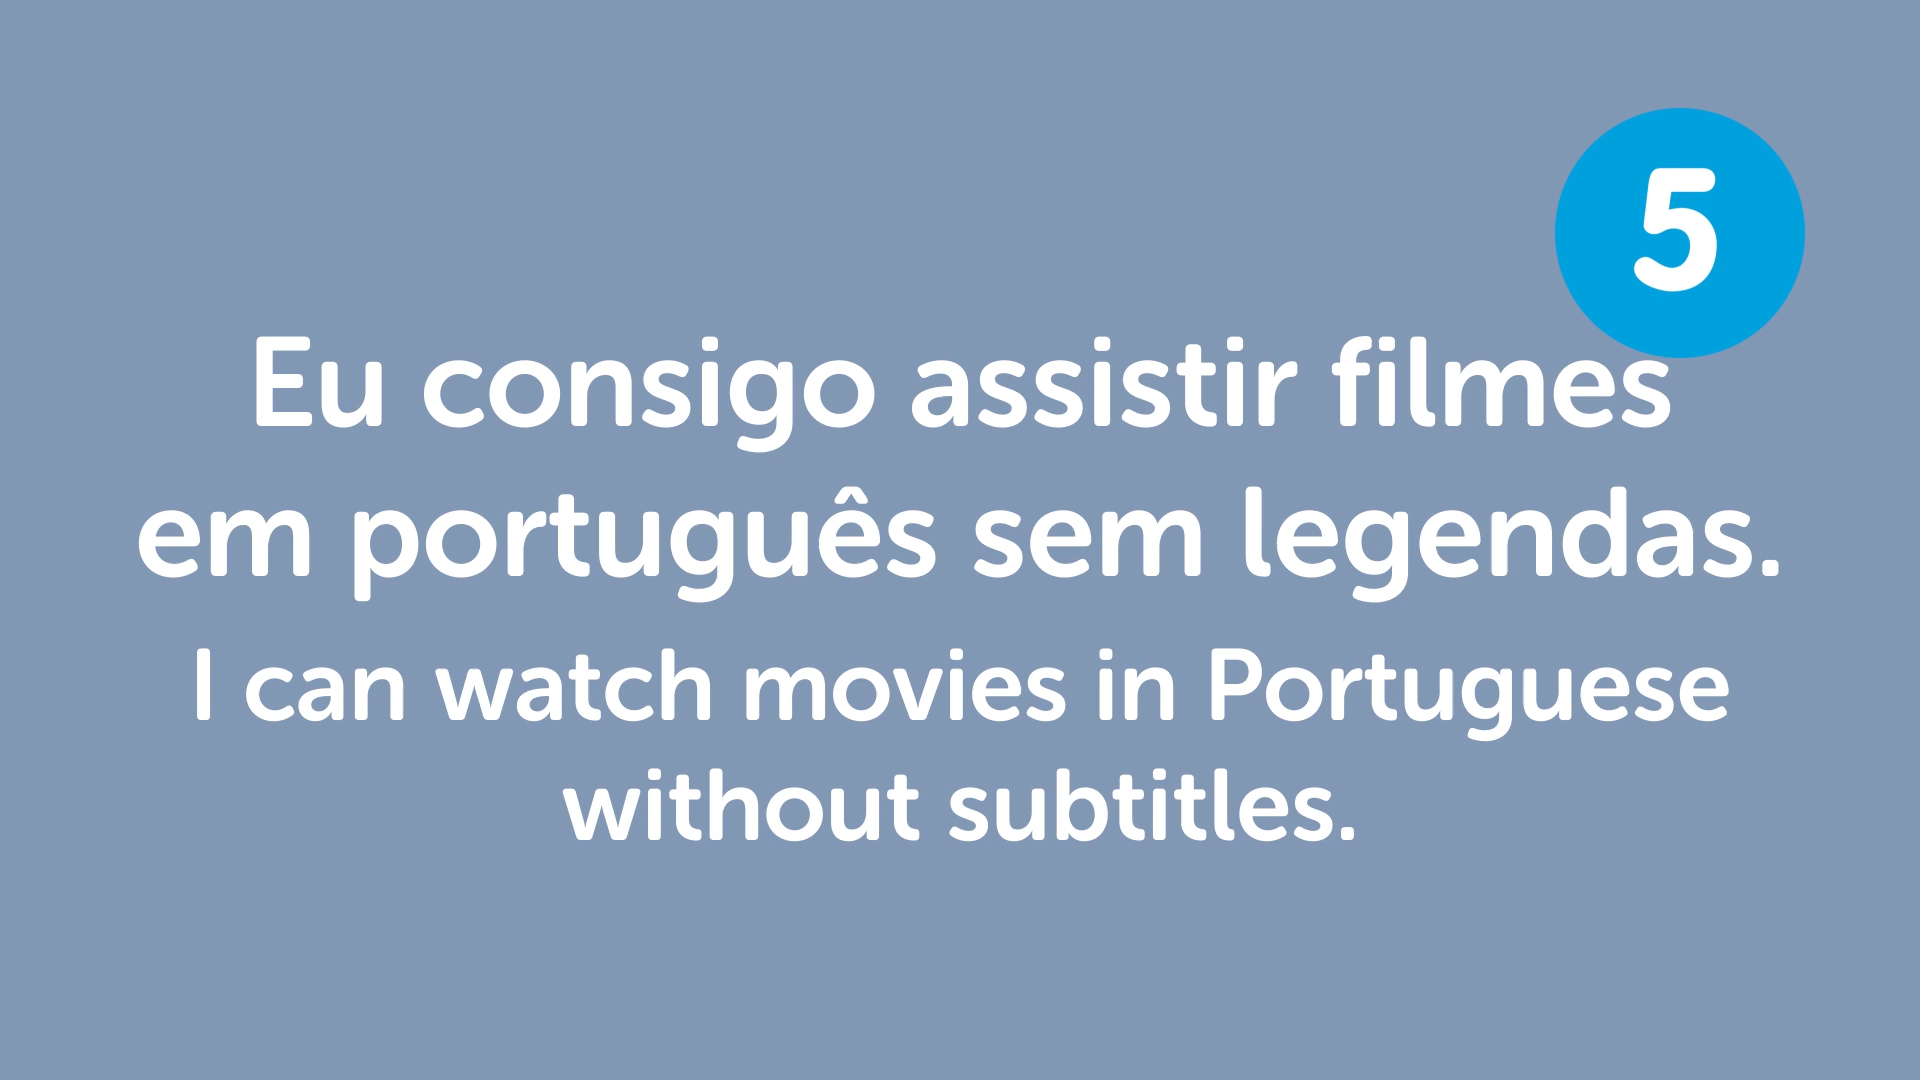 5
Eu consigo assistir filmes
em português sem legendas.
I can watch movies in Portuguese
without subtitles.